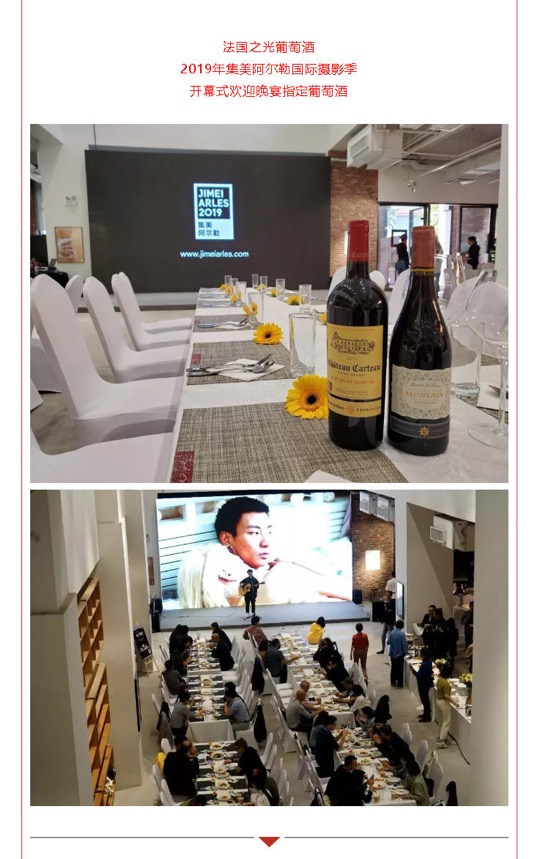 法国之光葡萄酒
2019年集美阿尔勒国际摄影季
开幕式欢迎晚宴指定葡萄酒
JIMEI
ARLES
2019
集美
阿尔勒
www.jimeiarles.com
Château Carteau